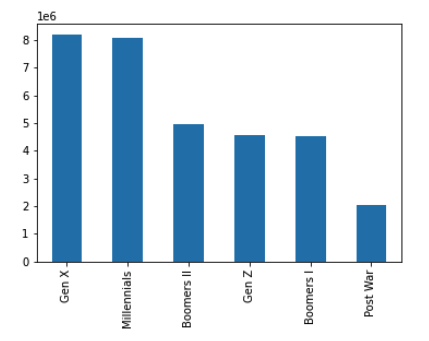 1e6
8
7
6
5
4
3
2
1
0
Gen X
Millennials
Boomers II
Gen Z
Boomers I
Post War